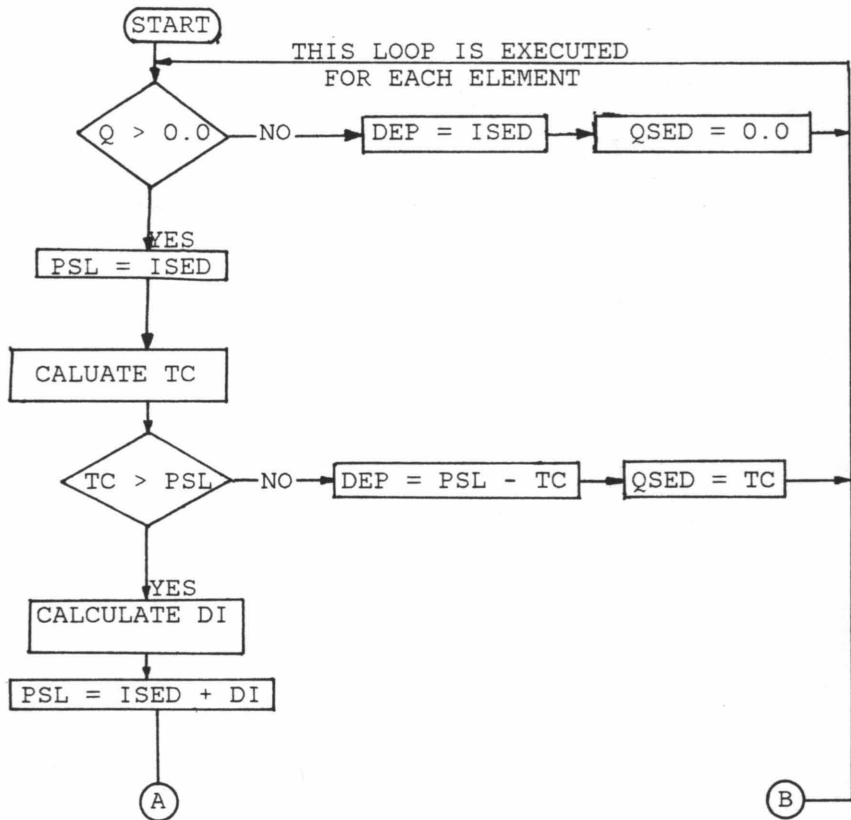 START
THIS LOOP IS EXECUTED
FOR EACH ELEMENT
Q > 0.0
NO
DEP = ISED
QSED = 0.0
YES
PSL = ISED
CALUATE TC
TC > PSL
NO
DEP = PSL - TC
QSED = TC
YES
CALCULATE DI
PSL = ISED + DI
A
B